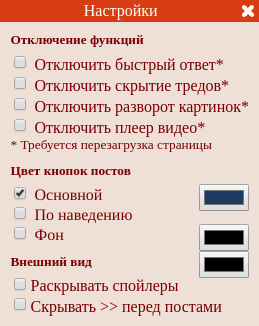 Настройки
Отключение функций
Отключить быстрый ответ*
Отключить скрытие тредов*
Отключить разворот картинок*
Отключить плеер видео*
* Требуется перезагрузка страницы
Цвет кнопок постов
Основной
По наведению
Фон
Внешний вид
Раскрывать спойлеры
Скрывать >> перед постами